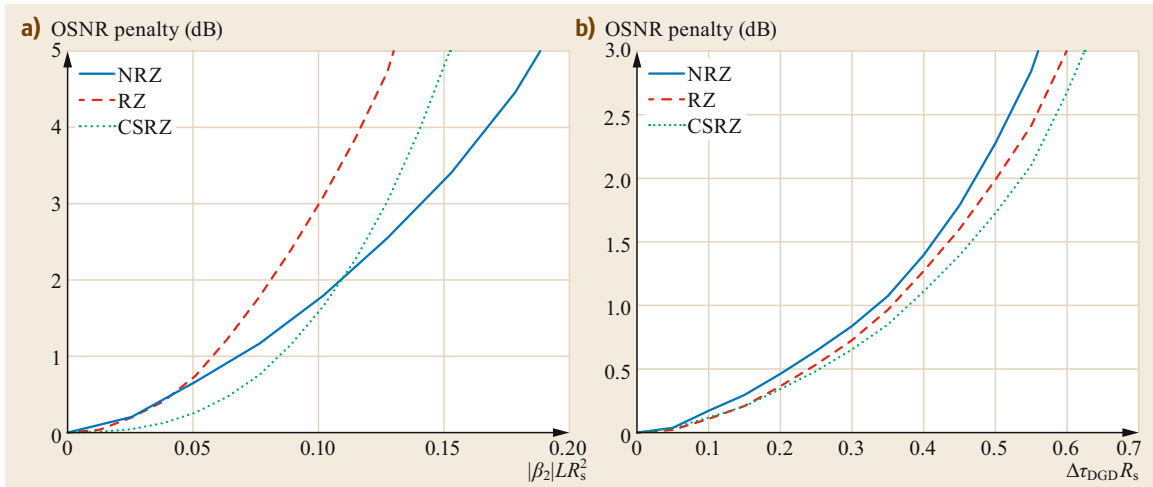 a) OSNR penalty (dB)
5
4
3
2
1
0
NRZ
RZ
CSRZ
0 0.05 0.10 0.15 0.20
|β₂|LRₛ²
b) OSNR penalty (dB)
3.0
2.5
2.0
1.5
1.0
0.5
0
NRZ
RZ
CSRZ
0 0.1 0.2 0.3 0.4 0.5 0.6 0.7
Δτ_DGD Rₛ